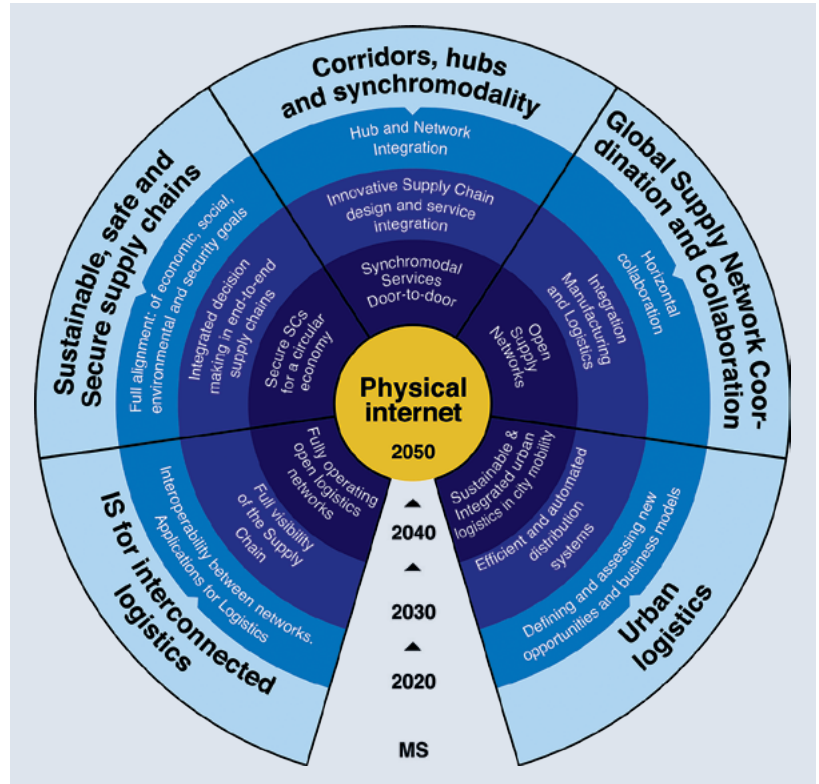 Corridors, hubs
and synchromodality
Hub and Network
Integration
Innovative Supply Chain
design and service
integration
Synchromodal
Services
Door-to-door
Global Supply Network Coor-
dination and Collaboration
Horizontal
collaboration
Integration
Manufacturing
and Logistics
Open
Supply
Networks
Urban
logistics
Defining and assessing new
opportunities and business models
Efficient and automated
distribution
systems
Sustainable &
Integrated urban
logistics in city mobility
IS for interconnected
logistics
Interoperability between networks.
Applications for Logistics
Full visibility
of the Supply
Chain
Fully operating
open logistics
networks
Sustainable, safe and
Secure supply chains
Full alignment: of economic, social,
environmental and security goals
Integrated decision
making in end-to-end
supply chains
Secure SCs
for a circular
economy
Physical
internet
2050
2040
2030
2020
MS